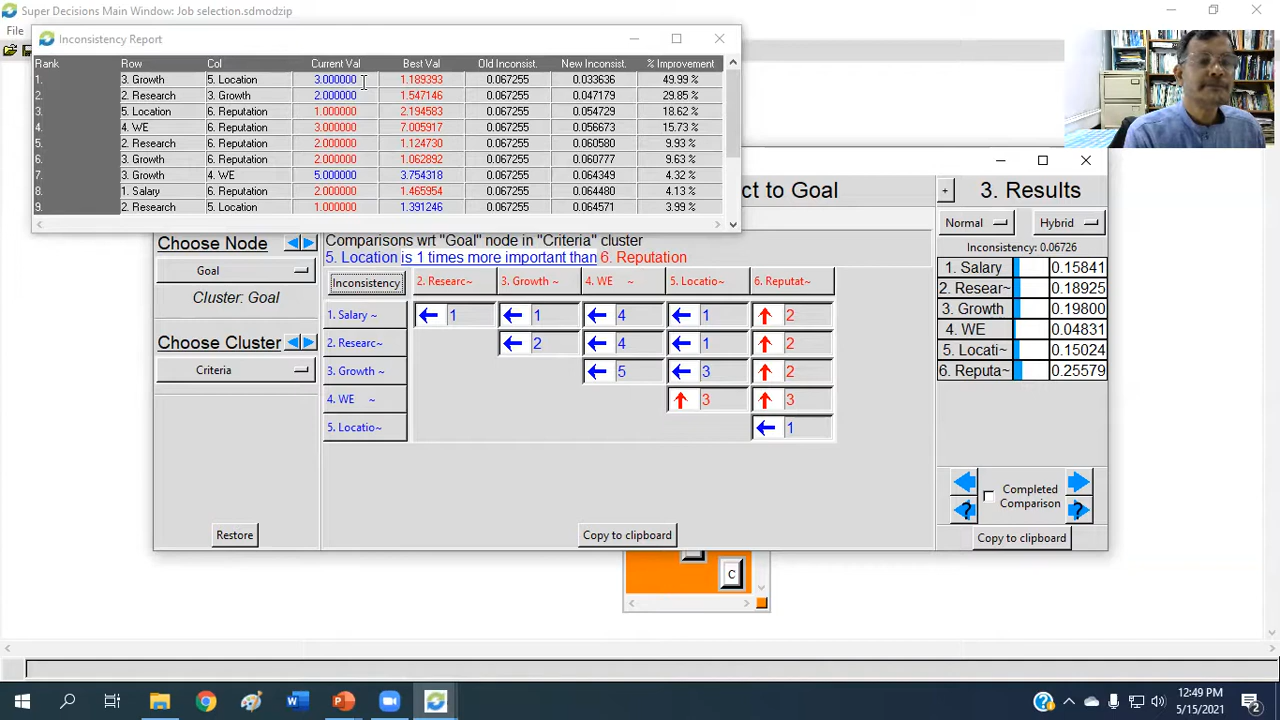 Super Decisions Main Window: Job selection.sdmodzip
File
Inconsistency Report
Rank Row Col Current Val Best Val Old Inconsist. New Inconsist. % Improvement
1. 3. Growth 5. Location 3.000000 1.189393 0.067255 0.033636 49.99 %
2. 2. Research 3. Growth 2.000000 1.547146 0.067255 0.047179 29.85 %
3. 5. Location 6. Reputation 1.000000 2.194583 0.067255 0.054731 18.62 %
4. 4. WE 6. Reputation 3.000000 7.005917 0.067255 0.056673 15.73 %
5. 2. Research 6. Reputation 2.000000 1.124730 0.067255 0.060580 9.93 %
6. 3. Growth 6. Reputation 2.000000 1.062892 0.067255 0.060777 9.63 %
7. 3. Growth 4. WE 5.000000 3.754318 0.067255 0.064349 4.32 %
8. 1. Salary 6. Reputation 2.000000 1.465954 0.067255 0.064480 4.13 %
9. 2. Research 5. Location 1.000000 1.391246 0.067255 0.064571 3.99 %
ect to Goal
+ 3. Results
Normal Hybrid
Choose Node
Goal
Cluster: Goal
Choose Cluster
Criteria
Restore
Comparisons wrt "Goal" node in "Criteria" cluster
5. Location is 1 times more important than 6. Reputation
Inconsistency 2. Researc~ 3. Growth ~ 4. WE ~ 5. Locatio~ 6. Reputat~
1. Salary ~ 1 1 4 1 2
2. Researc~ 2 4 1 2
3. Growth ~ 5 3 2
4. WE ~ 3 3
5. Locatio~ 1
Copy to clipboard
Inconsistency: 0.06726
1. Salary 0.15841
2. Resear~ 0.18925
3. Growth 0.19800
4. WE 0.04831
5. Locati~ 0.15024
6. Reputa~ 0.25579
Completed
Comparison
? ?
Copy to clipboard
C
12:49 PM
5/15/2021
2